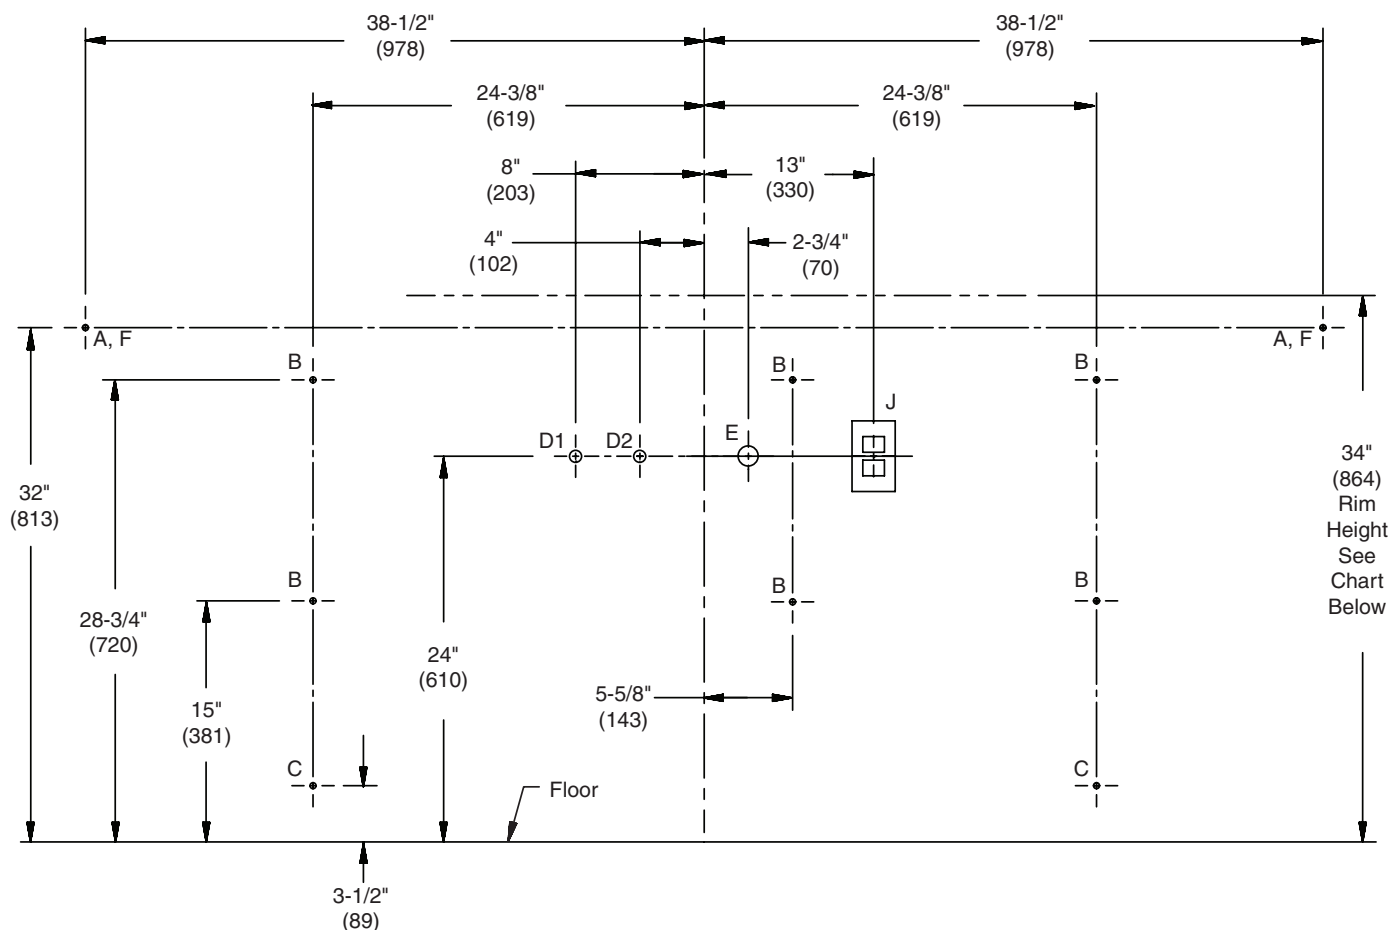 38-1/2"
(978)
38-1/2"
(978)
24-3/8"
(619)
24-3/8"
(619)
8"
(203)
13"
(330)
4"
(102)
2-3/4"
(70)
A, F
A, F
B
B
B
J
D1
D2
E
32"
(813)
34"
(864)
Rim
Height
See
Chart
Below
B
B
B
28-3/4"
(720)
24"
(610)
15"
(381)
5-5/8"
(143)
C
C
Floor
3-1/2"
(89)